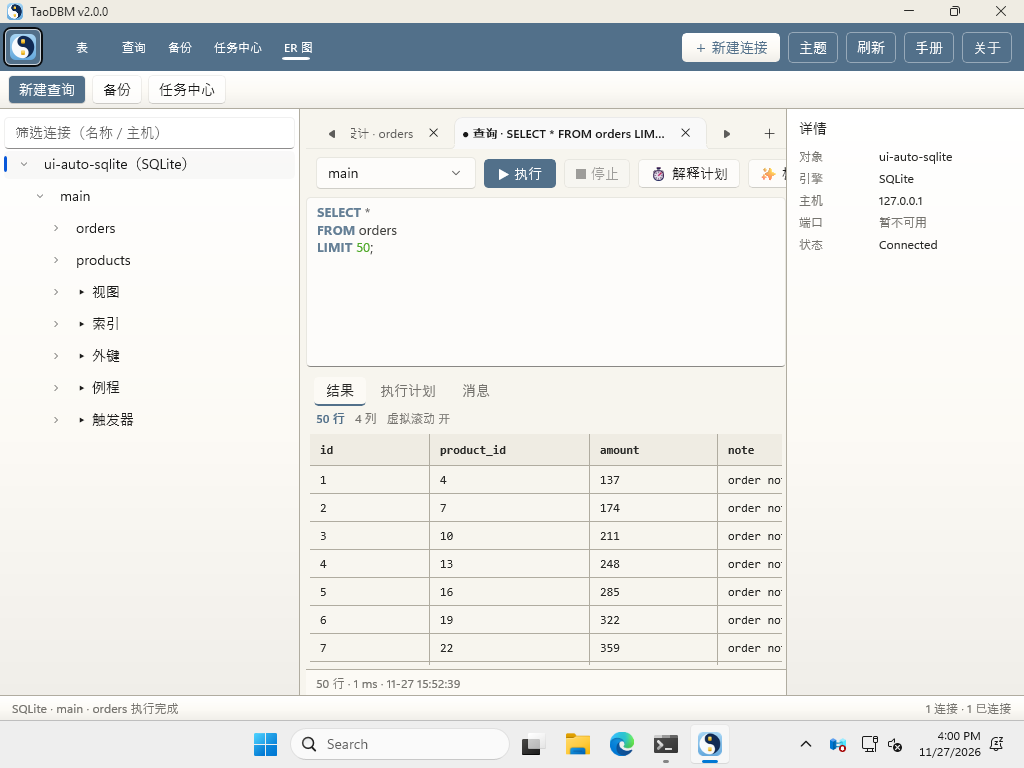 TaoDBM v2.0.0
表 查询 备份 任务中心 ER 图 + 新建连接 主题 刷新 手册 关于
新建查询 备份 任务中心
筛选连接（名称 / 主机）
ui-auto-sqlite（SQLite）
main
orders
products
视图
索引
外键
例程
触发器
· orders
• 查询 · SELECT * FROM orders LIM...
main 执行 停止 解释计划
SELECT *
FROM orders
LIMIT 50;
结果 执行计划 消息
50 行 4 列 虚拟滚动 开
id product_id amount note
1 4 137 order
2 7 174 order
3 10 211 order
4 13 248 order
5 16 285 order
6 19 322 order
7 22 359 order
50 行 · 1 ms · 11-27 15:52:39
详情
对象 ui-auto-sqlite
引擎 SQLite
主机 127.0.0.1
端口 暂不可用
状态 Connected
SQLite · main · orders 执行完成
1 连接 · 1 已连接
Search
4:00 PM
11/27/2026